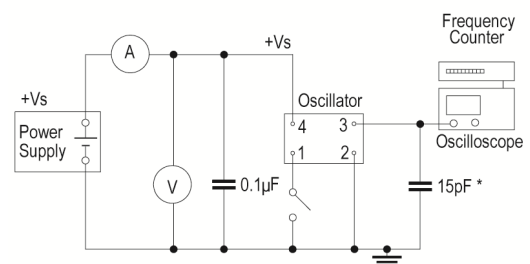 Frequency
Counter
A
+Vs
Oscillator
+Vs
4 3
Power
Supply
Oscilloscope
1 2
V
0.1µF
15pF *